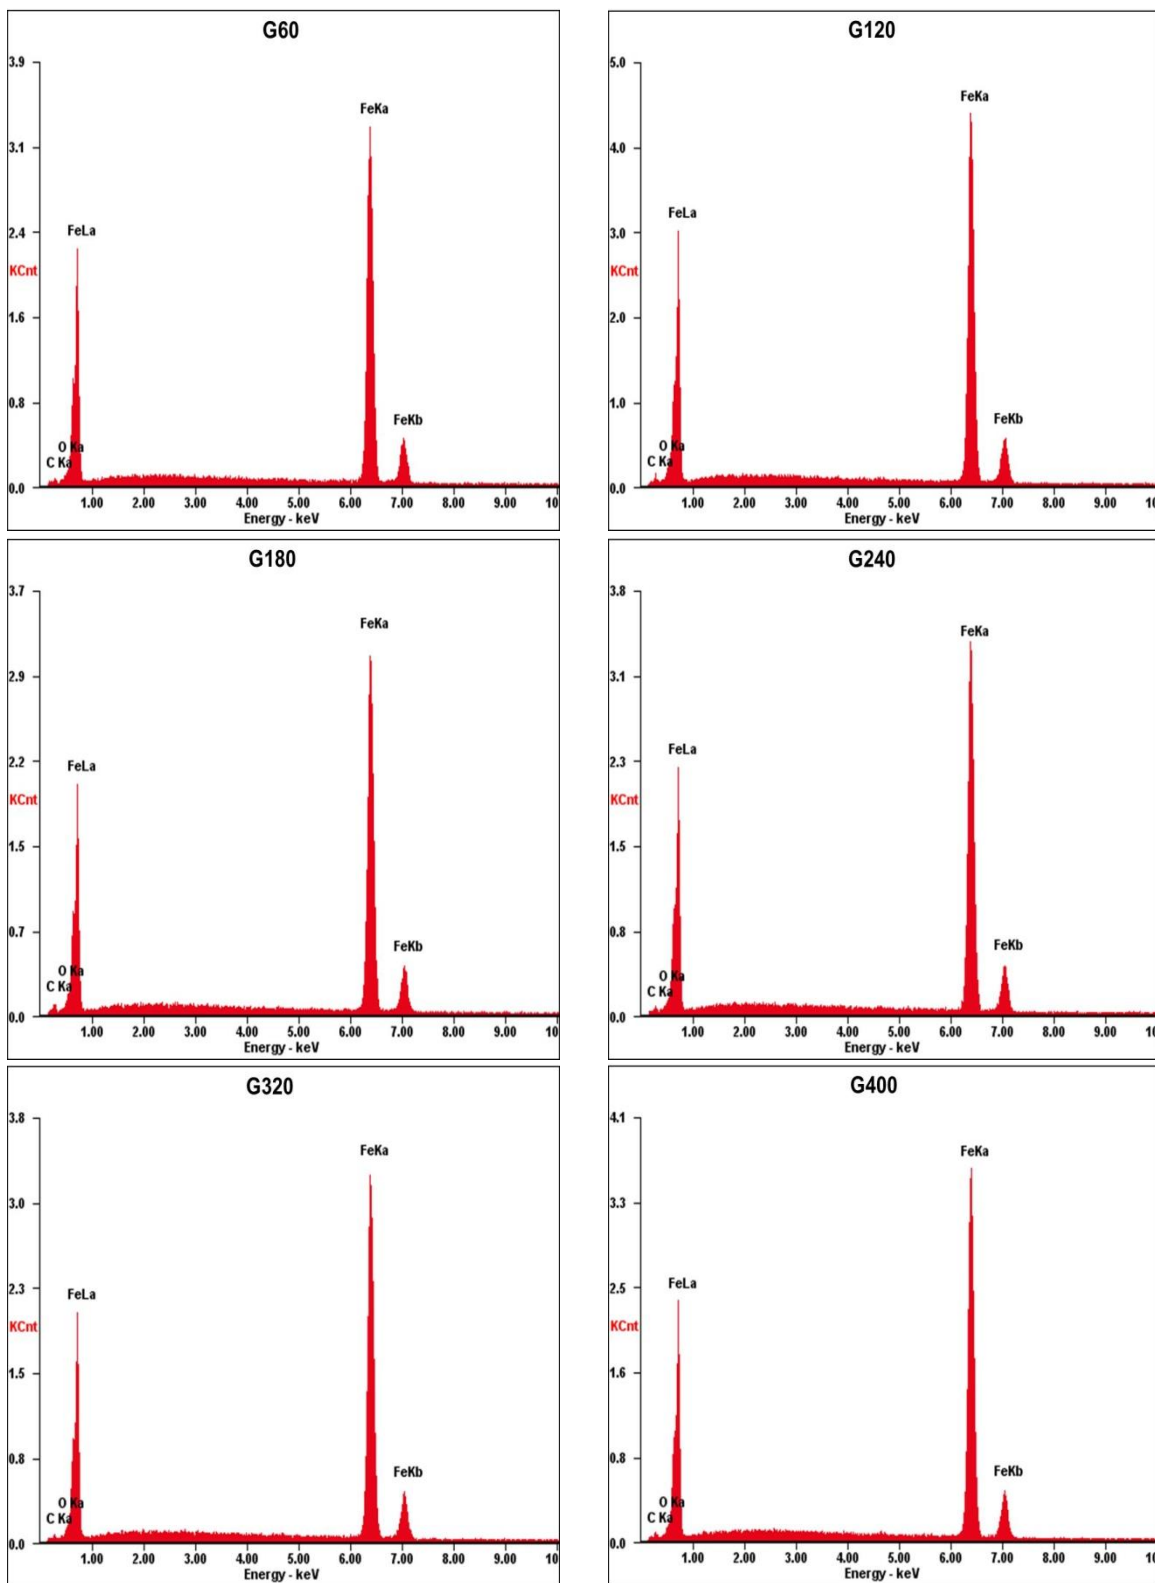 G60
3.9
FeKa
3.1
2.4
FeLa
KCnt
1.6
0.8
FeKb
O Ka
C Ka
0.0
1.00 2.00 3.00 4.00 5.00 6.00 7.00 8.00 9.00 10
Energy - keV
G120
5.0
FeKa
4.0
3.0
FeLa
KCnt
2.0
1.0
FeKb
O Ka
C Ka
0.0
1.00 2.00 3.00 4.00 5.00 6.00 7.00 8.00 9.00 10
Energy - keV
G180
3.7
FeKa
2.9
2.2
FeLa
KCnt
1.5
0.7
FeKb
O Ka
C Ka
0.0
1.00 2.00 3.00 4.00 5.00 6.00 7.00 8.00 9.00 10
Energy - keV
G240
3.8
FeKa
3.1
2.3
FeLa
KCnt
1.5
0.8
FeKb
O Ka
C Ka
0.0
1.00 2.00 3.00 4.00 5.00 6.00 7.00 8.00 9.00 10
Energy - keV
G320
3.8
FeKa
3.0
2.3
FeLa
KCnt
1.5
0.8
FeKb
O Ka
C Ka
0.0
1.00 2.00 3.00 4.00 5.00 6.00 7.00 8.00 9.00 10
Energy - keV
G400
4.1
FeKa
3.3
2.5
FeLa
KCnt
1.6
0.8
FeKb
O Ka
C Ka
0.0
1.00 2.00 3.00 4.00 5.00 6.00 7.00 8.00 9.00 10
Energy - keV